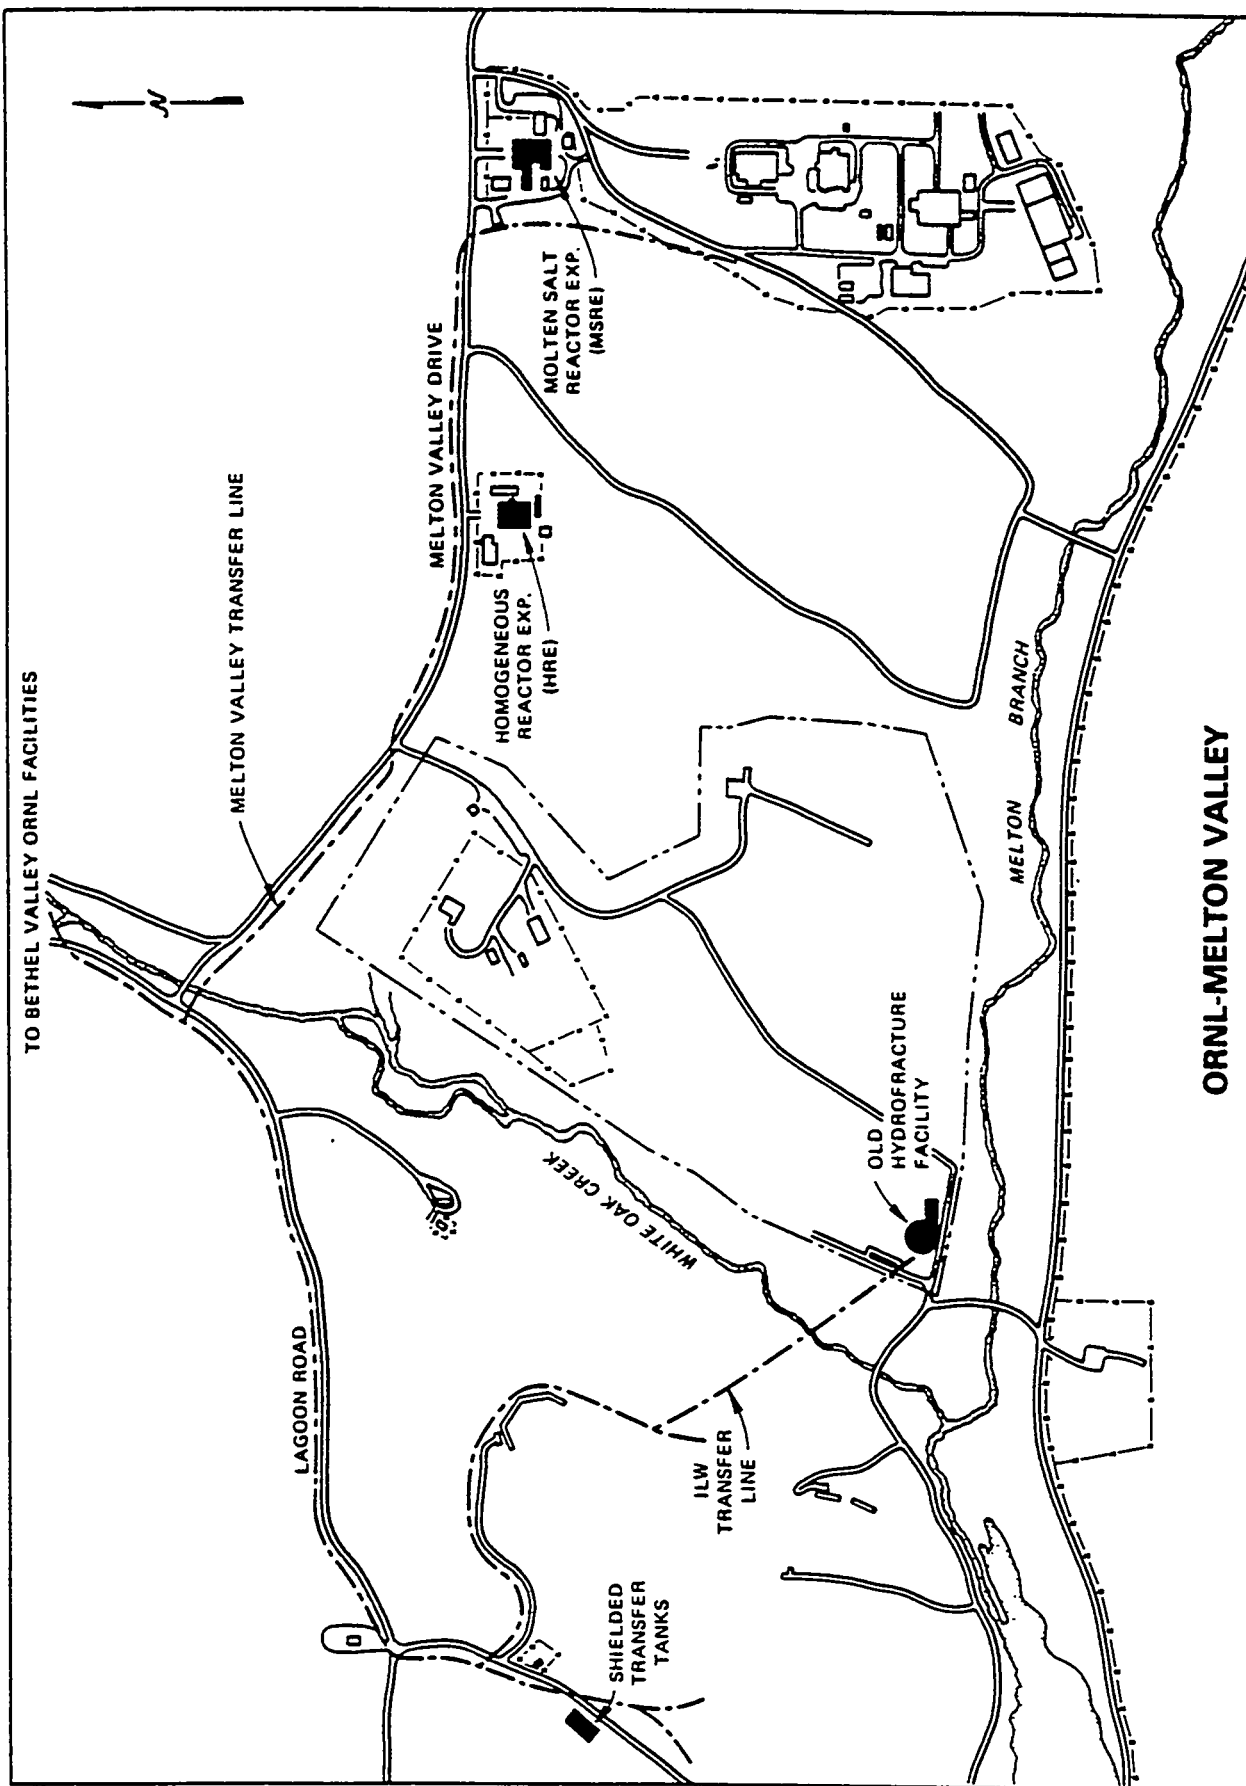 TO BETHEL VALLEY ORNL FACILITIES
MELTON VALLEY TRANSFER LINE
N
LAGOON ROAD
MELTON VALLEY DRIVE
HOMOGENEOUS
REACTOR EXP.
(HRE)
MOLTEN SALT
REACTOR EXP.
(MSRE)
WHITE OAK CREEK
SHIELDED
TRANSFER
TANKS
ILW
TRANSFER
LINE
OLD
HYDROFRACTURE
FACILITY
MELTON BRANCH
ORNL-MELTON VALLEY